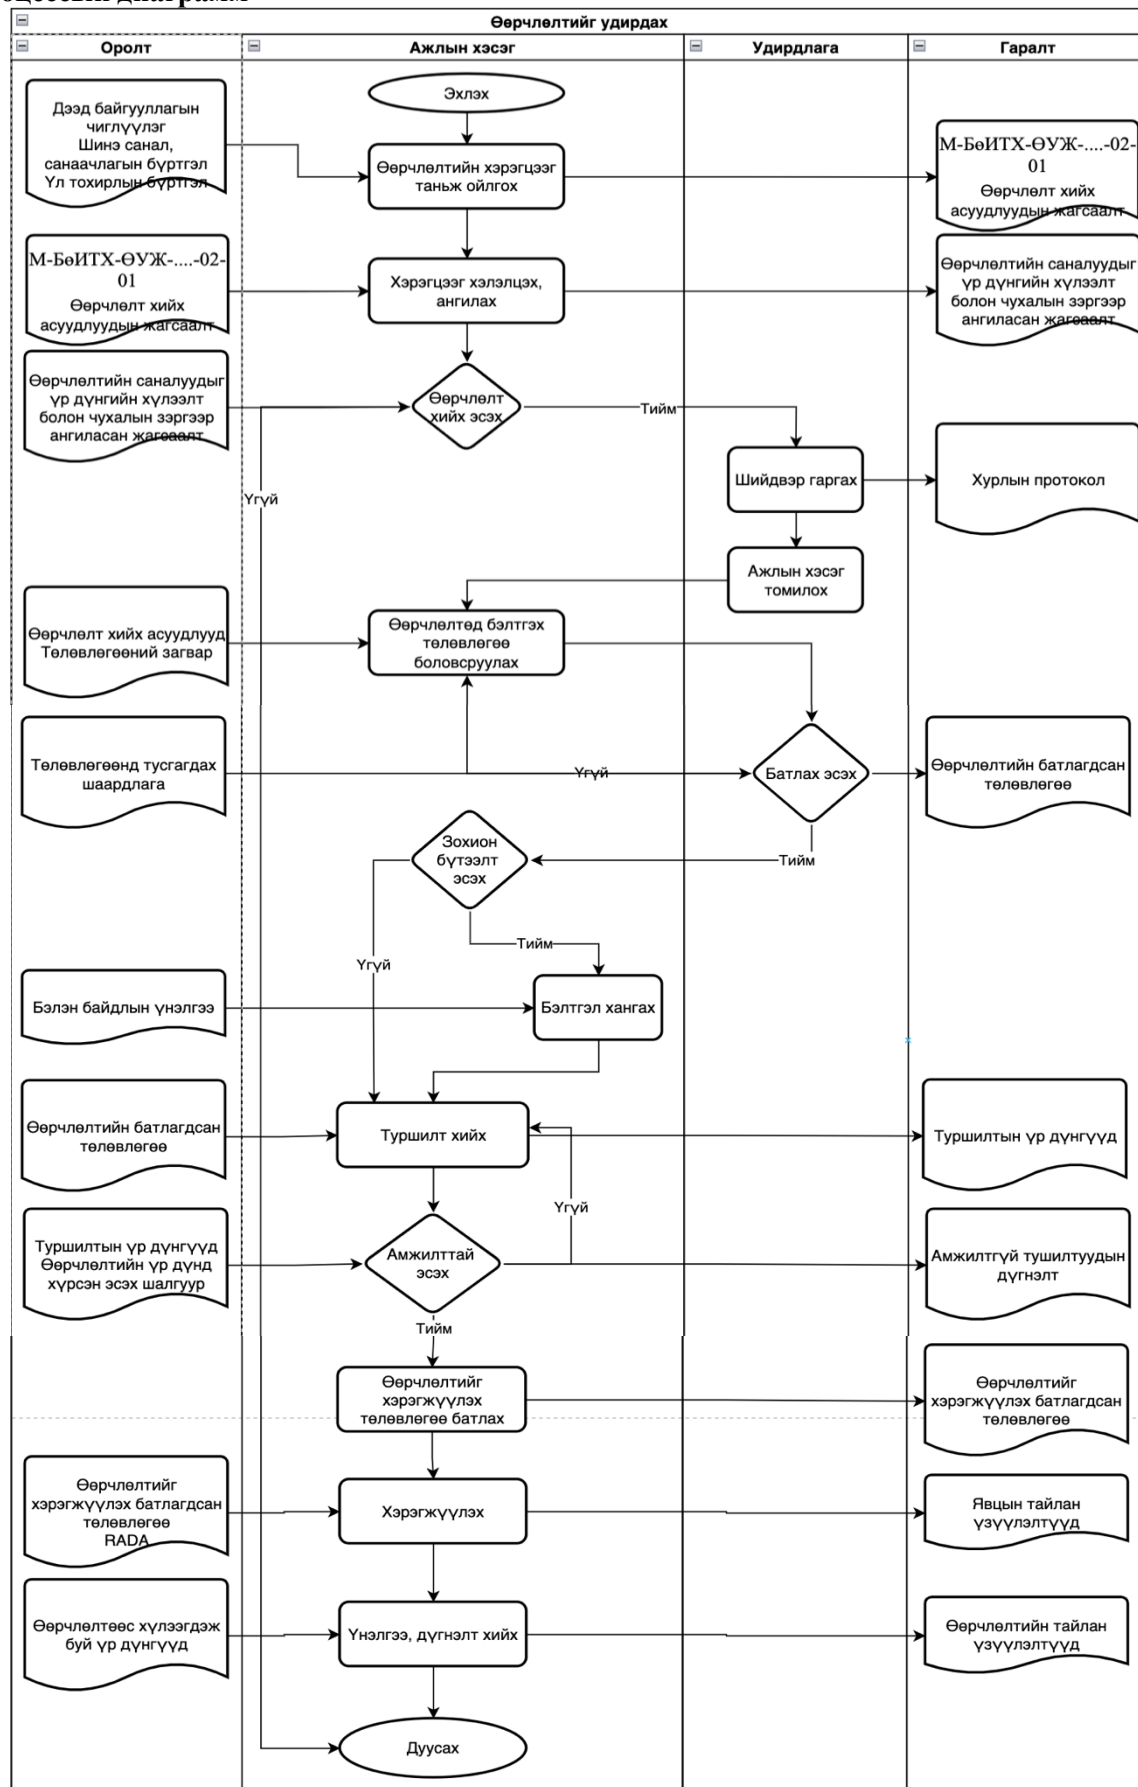 Өөрчлөлтийг удирдах
Оролт
Ажлын хэсэг
Удирдлага
Гаралт
Эхлэх
Дээд байгууллагын
чиглүүлэг
Шинэ санал,
санаачлагын бүртгэл
Үл тохирлын бүртгэл
Өөрчлөлтийн хэрэгцээг
таньж ойлгох
М-БөИТХ-ӨУЖ-....-02-
01
Өөрчлөлт хийх
асуудлуудын жагсаалт
М-БөИТХ-ӨУЖ-....-02-
01
Өөрчлөлт хийх
асуудлуудын жагсаалт
Хэрэгцээг хэлэлцэх,
ангилах
Өөрчлөлтийн саналуудыг
үр дүнгийн хүлээлт
болон чухалын зэргээр
ангиласан жагсаалт
Өөрчлөлтийн саналуудыг
үр дүнгийн хүлээлт
болон чухалын зэргээр
ангиласан жагсаалт
Өөрчлөлт
хийх эсэх
Тийм
Үгүй
Шийдвэр гаргах
Хурлын протокол
Ажлын хэсэг
томилох
Өөрчлөлт хийх асуудлууд
Төлөвлөгөөний загвар
Өөрчлөлтөд бэлтгэх
төлөвлөгөө
боловсруулах
Төлөвлөгөөнд тусгагдах
шаардлага
Үгүй
Батлах эсэх
Өөрчлөлтийн батлагдсан
төлөвлөгөө
Зохион
бүтээлт
эсэх
Тийм
Тийм
Үгүй
Бэлэн байдлын үнэлгээ
Бэлтгэл хангах
Өөрчлөлтийн батлагдсан
төлөвлөгөө
Туршилт хийх
Туршилтын үр дүнгүүд
Үгүй
Туршилтын үр дүнгүүд
Өөрчлөлтийн үр дүнд
хүрсэн эсэх шалгуур
Амжилттай
эсэх
Амжилтгүй тушилтуудын
дүгнэлт
Тийм
Өөрчлөлтийг
хэрэгжүүлэх
төлөвлөгөө батлах
Өөрчлөлтийг
хэрэгжүүлэх батлагдсан
төлөвлөгөө
Өөрчлөлтийг
хэрэгжүүлэх батлагдсан
төлөвлөгөө
RADA
Хэрэгжүүлэх
Явцын тайлан
үзүүлэлтүүд
Өөрчлөлтөөс хүлээгдэж
буй үр дүнгүүд
Үнэлгээ, дүгнэлт хийх
Өөрчлөлтийн тайлан
үзүүлэлтүүд
Дуусах